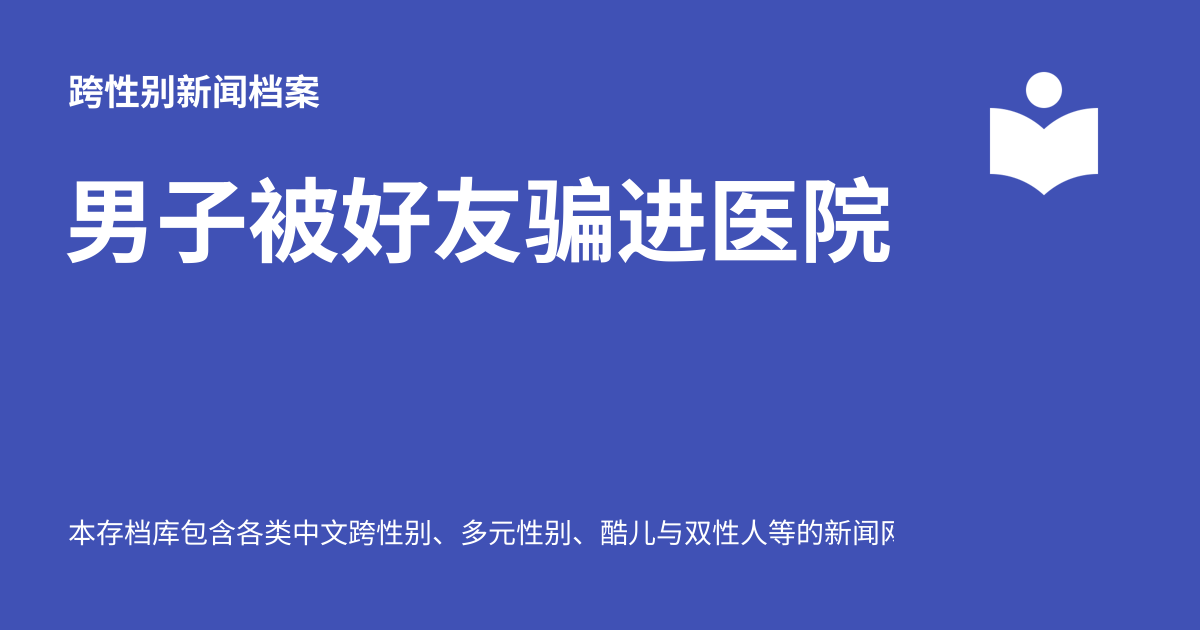 跨性别新闻档案
男子被好友骗进医院
本存档库包含各类中文跨性别、多元性别、酷儿与双性人等的新闻网